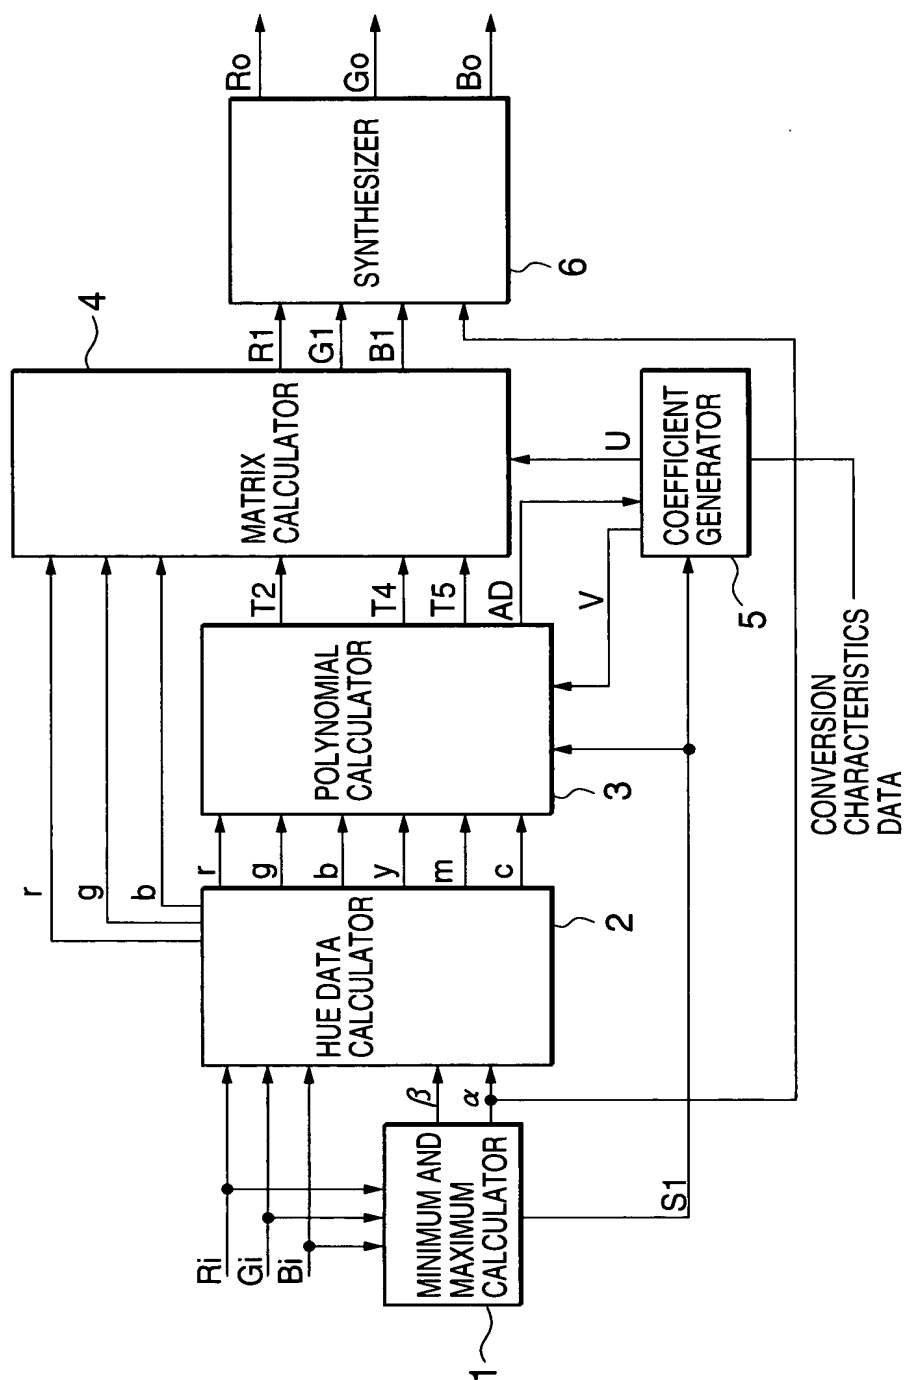 Ri
Gi
Bi
MINIMUM AND
MAXIMUM
CALCULATOR
1
β
α
S1
HUE DATA
CALCULATOR
2
r
g
b
r
g
b
y
m
c
POLYNOMIAL
CALCULATOR
3
T2
T4
T5
AD
V
MATRIX
CALCULATOR
4
U
COEFFICIENT
GENERATOR
5
CONVERSION
CHARACTERISTICS
DATA
R1
G1
B1
SYNTHESIZER
6
Ro
Go
Bo